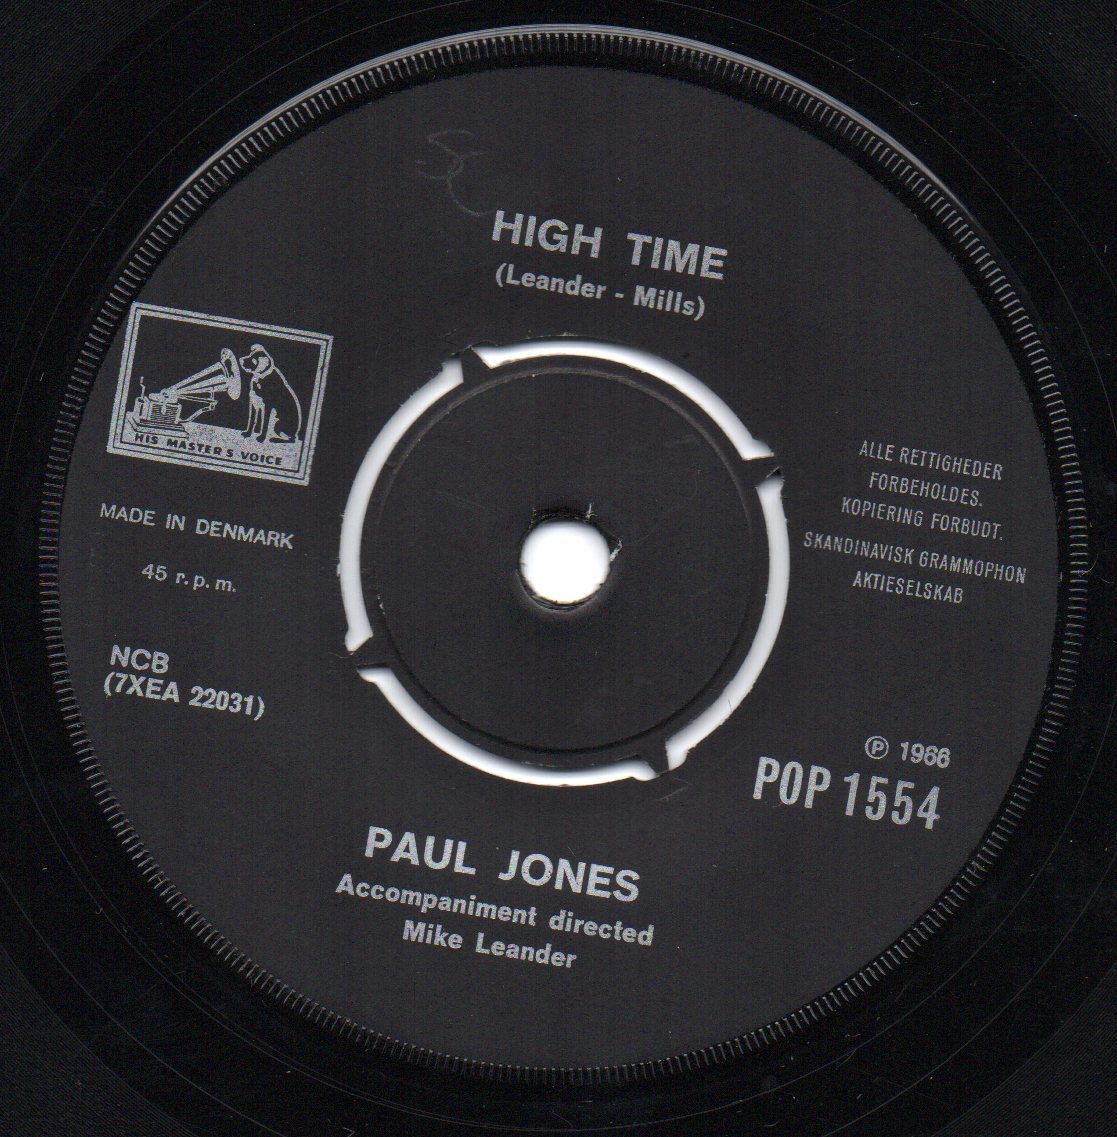 HIGH TIME
(Leander - Mills)
HIS MASTER'S VOICE
MADE IN DENMARK
45 r.p.m.
NCB
(7XEA 22031)
ALLE RETTIGHEDER
FORBEHOLDES.
KOPIERING FORBUDT.
SKANDINAVISK GRAMMOPHON
AKTIESELSKAB
℗ 1966
POP 1554
PAUL JONES
Accompaniment directed
Mike Leander